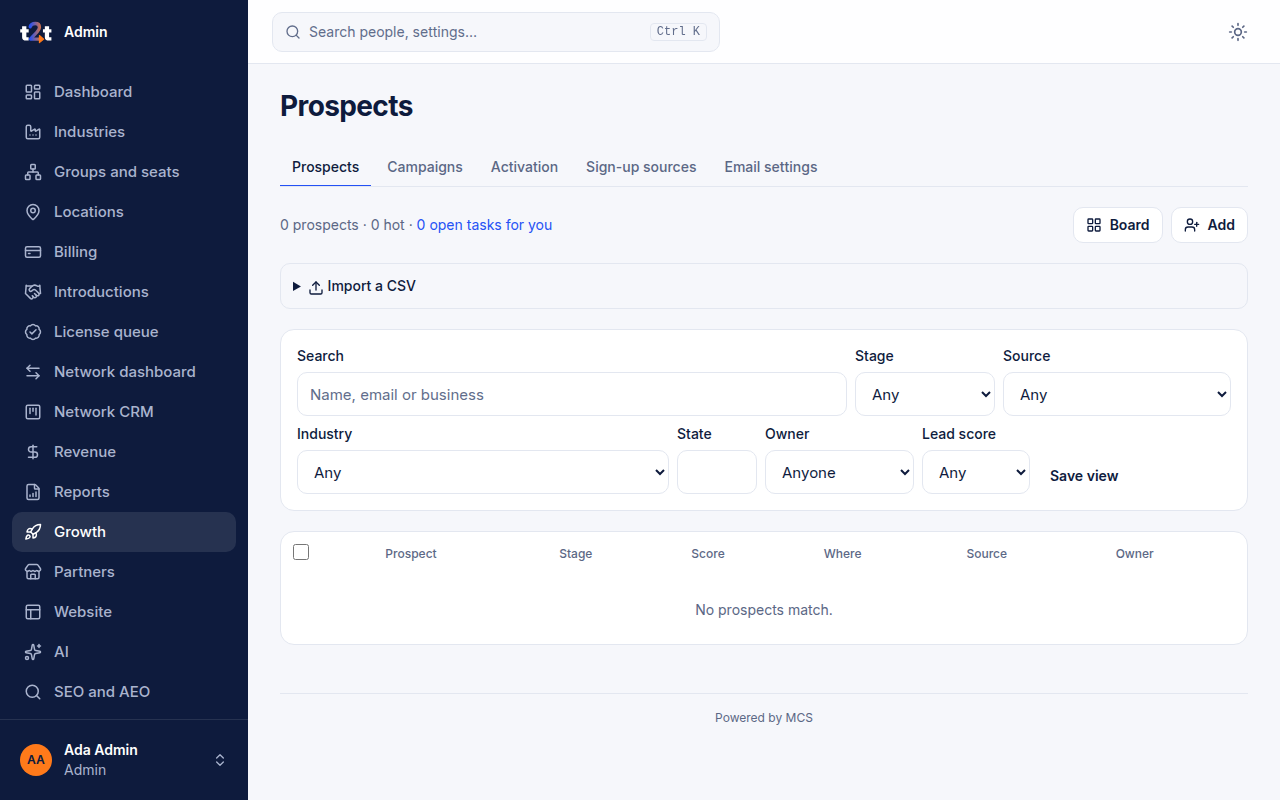 t2t Admin
Search people, settings...
Ctrl K
Dashboard
Industries
Groups and seats
Locations
Billing
Introductions
License queue
Network dashboard
Network CRM
Revenue
Reports
Growth
Partners
Website
AI
SEO and AEO
AA
Ada Admin
Admin
Prospects
Prospects Campaigns Activation Sign-up sources Email settings
0 prospects · 0 hot · 0 open tasks for you
Board
Add
Import a CSV
Search Stage Source
Name, email or business Any Any
Industry State Owner Lead score
Any Anyone Any Save view
Prospect Stage Score Where Source Owner
No prospects match.
Powered by MCS